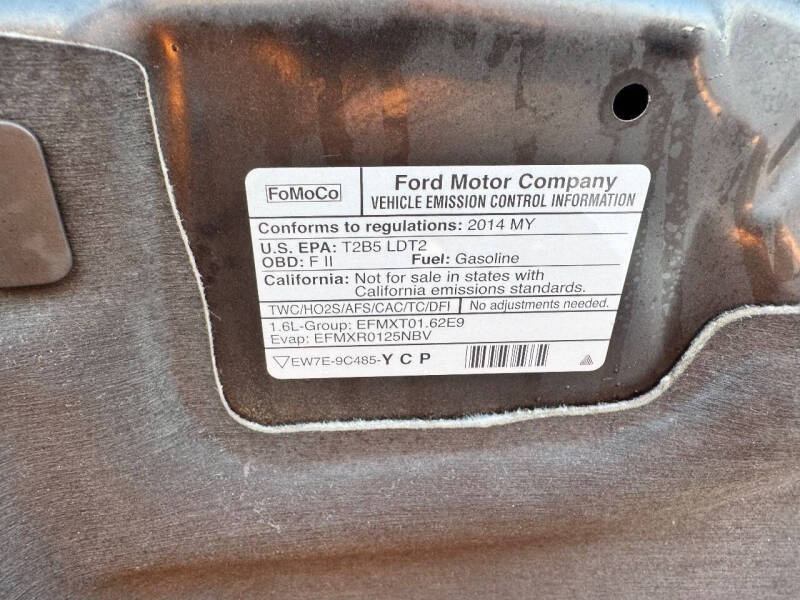 FoMoCo
Ford Motor Company
VEHICLE EMISSION CONTROL INFORMATION
Conforms to regulations: 2014 MY
U.S. EPA: T2B5 LDT2
OBD: F II Fuel: Gasoline
California: Not for sale in states with
California emissions standards.
TWC/HO2S/AFS/CAC/TC/DFI No adjustments needed.
1.6L-Group: EFMXT01.62E9
Evap: EFMXR0125NBV
EW7E-9C485-Y C P